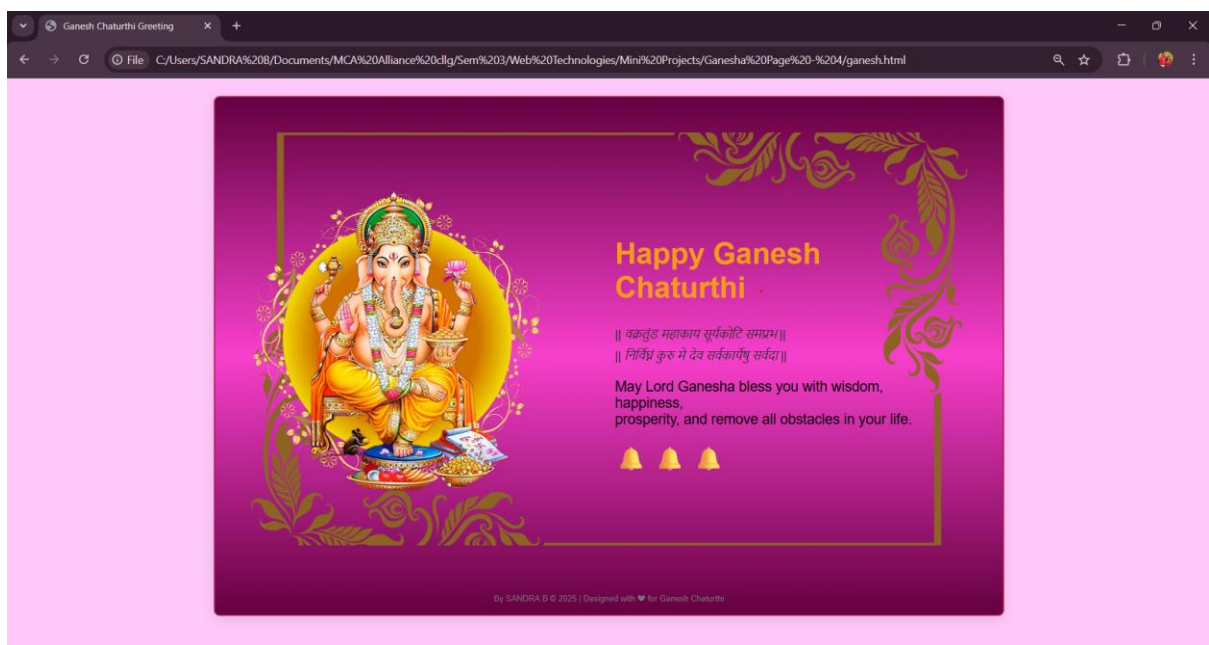 Ganesh Chaturthi Greeting
File C:/Users/SANDRA%20B/Documents/MCA%20Alliance%20cllg/Sem%203/Web%20Technologies/Mini%20Projects/Ganesha%20Page%20-%204/ganesh.html
Happy Ganesh
Chaturthi
|| वक्रतुंड महाकाय सूर्यकोटि समप्रभ||
|| निर्विघ्नं कुरु मे देव सर्वकार्येषु सर्वदा||
May Lord Ganesha bless you with wisdom,
happiness,
prosperity, and remove all obstacles in your life.
By SANDRA B © 2025 | Designed with ❤ for Ganesh Chaturthi